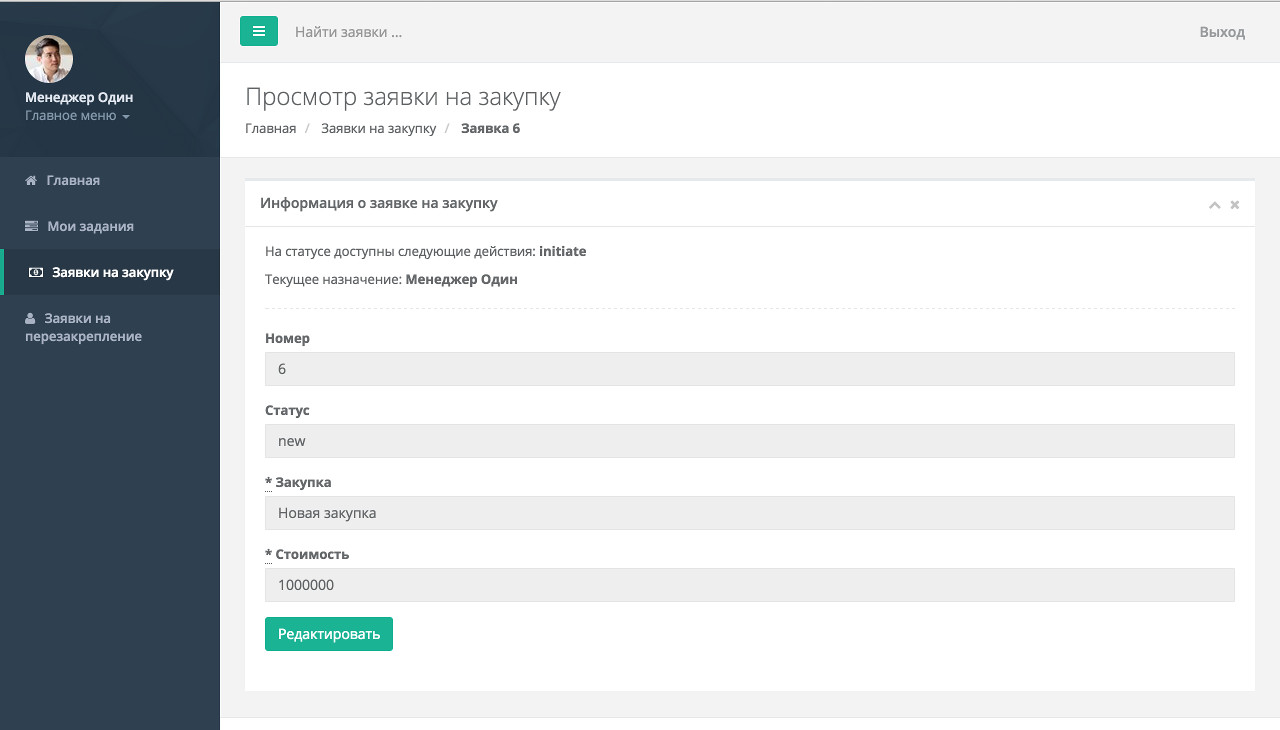 Найти заявки ...
Выход
Менеджер Один
Главное меню
Главная
Мои задания
Заявки на закупку
Заявки на
перезакрепление
Просмотр заявки на закупку
Главная / Заявки на закупку / Заявка 6
Информация о заявке на закупку
На статусе доступны следующие действия: initiate
Текущее назначение: Менеджер Один
Номер
6
Статус
new
* Закупка
Новая закупка
* Стоимость
1000000
Редактировать